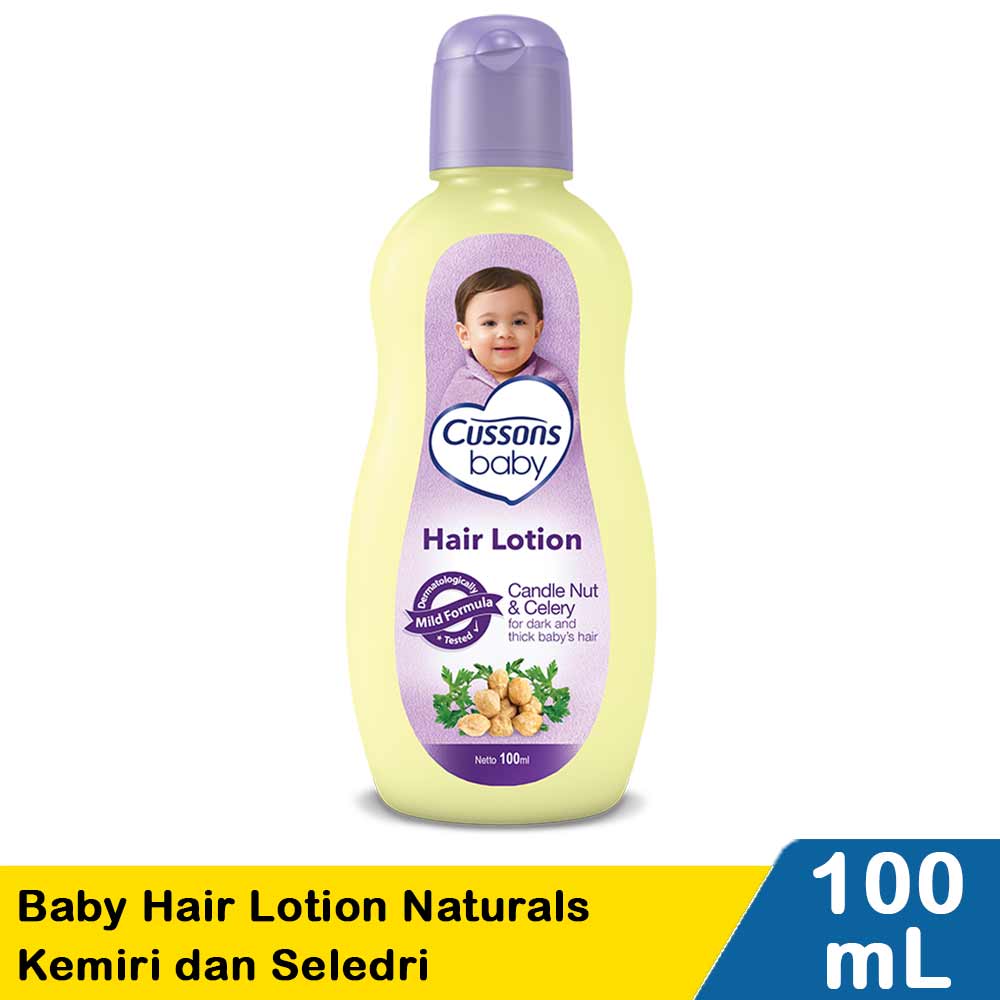 Cussons
baby
Hair Lotion
Dermatologically
Mild Formula
* Tested ✓
Candle Nut
& Celery
for dark and
thick baby's hair
Netto 100ml
Baby Hair Lotion Naturals
Kemiri dan Seledri
100
mL